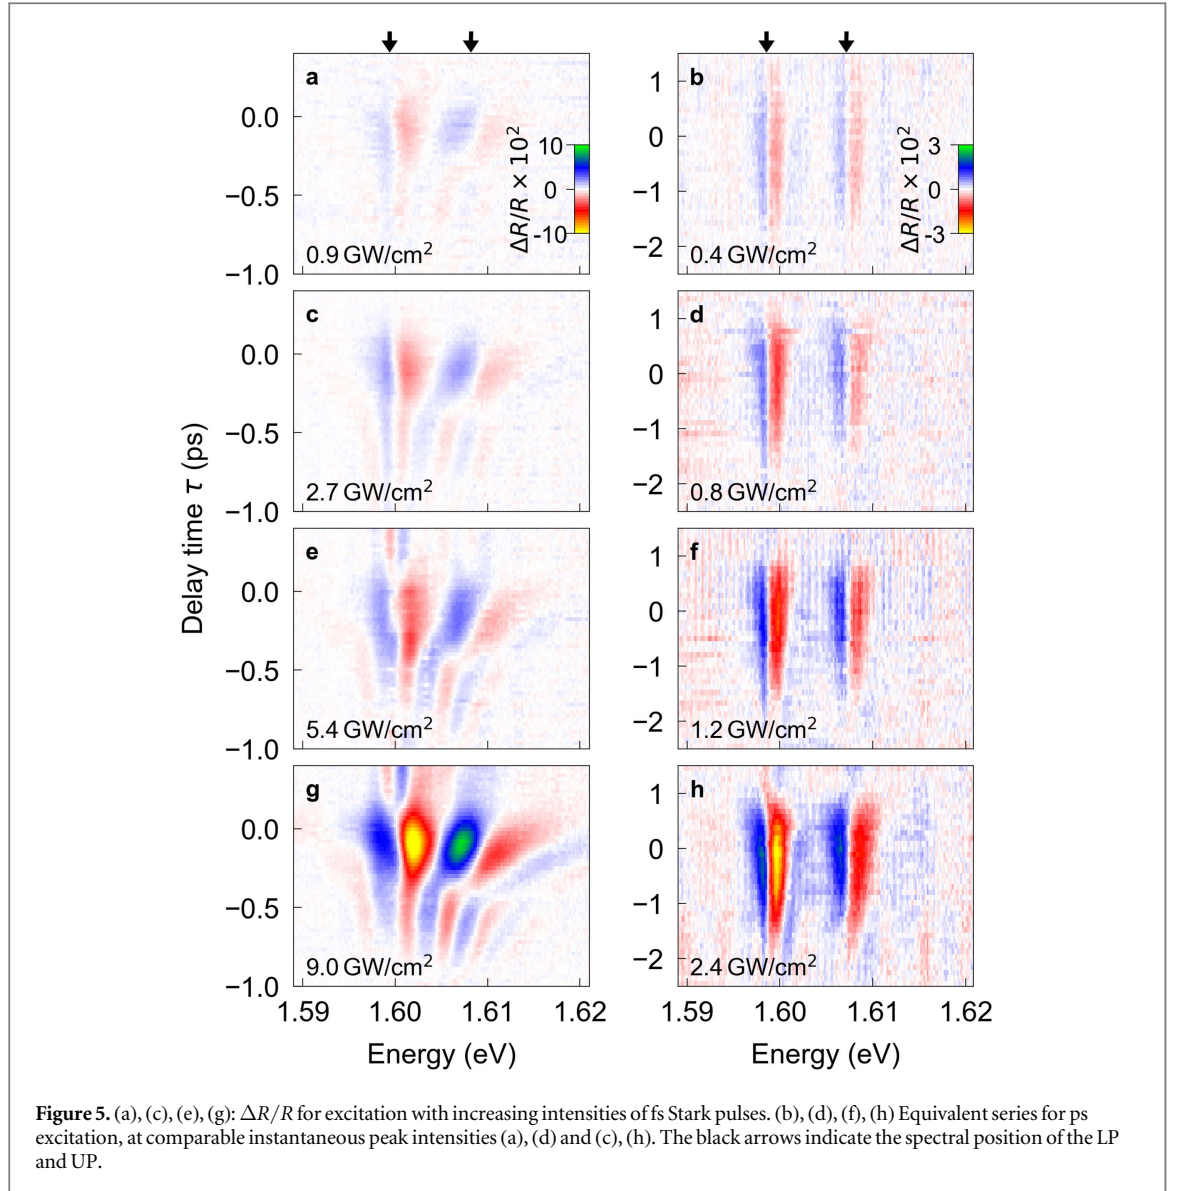 a
b
0.0
−0.5
−1.0
ΔR/R × 10²
10
0
-10
0.9 GW/cm²
1
0
−1
−2
ΔR/R × 10²
3
0
-3
0.4 GW/cm²
c
d
0.0
−0.5
−1.0
2.7 GW/cm²
1
0
−1
−2
0.8 GW/cm²
Delay time τ (ps)
e
f
0.0
−0.5
−1.0
5.4 GW/cm²
1
0
−1
−2
1.2 GW/cm²
g
h
0.0
−0.5
−1.0
9.0 GW/cm²
1
0
−1
−2
2.4 GW/cm²
1.59 1.60 1.61 1.62
1.59 1.60 1.61 1.62
Energy (eV)
Energy (eV)
Figure 5. (a), (c), (e), (g): ΔR/R for excitation with increasing intensities of fs Stark pulses. (b), (d), (f), (h) Equivalent series for ps
excitation, at comparable instantaneous peak intensities (a), (d) and (c), (h). The black arrows indicate the spectral position of the LP
and UP.